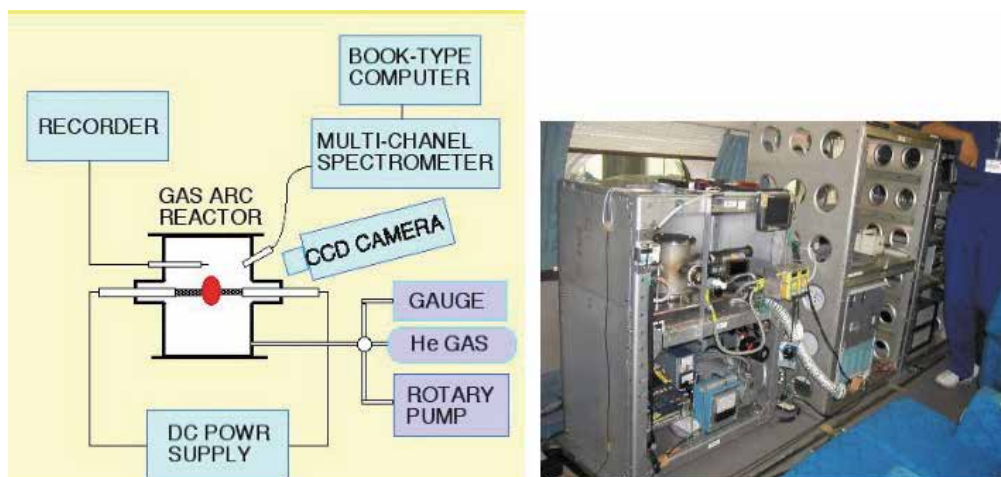 BOOK-TYPE
COMPUTER
RECORDER
MULTI-CHANEL
SPECTROMETER
GAS ARC
REACTOR
CCD CAMERA
GAUGE
He GAS
ROTARY
PUMP
DC POWR
SUPPLY